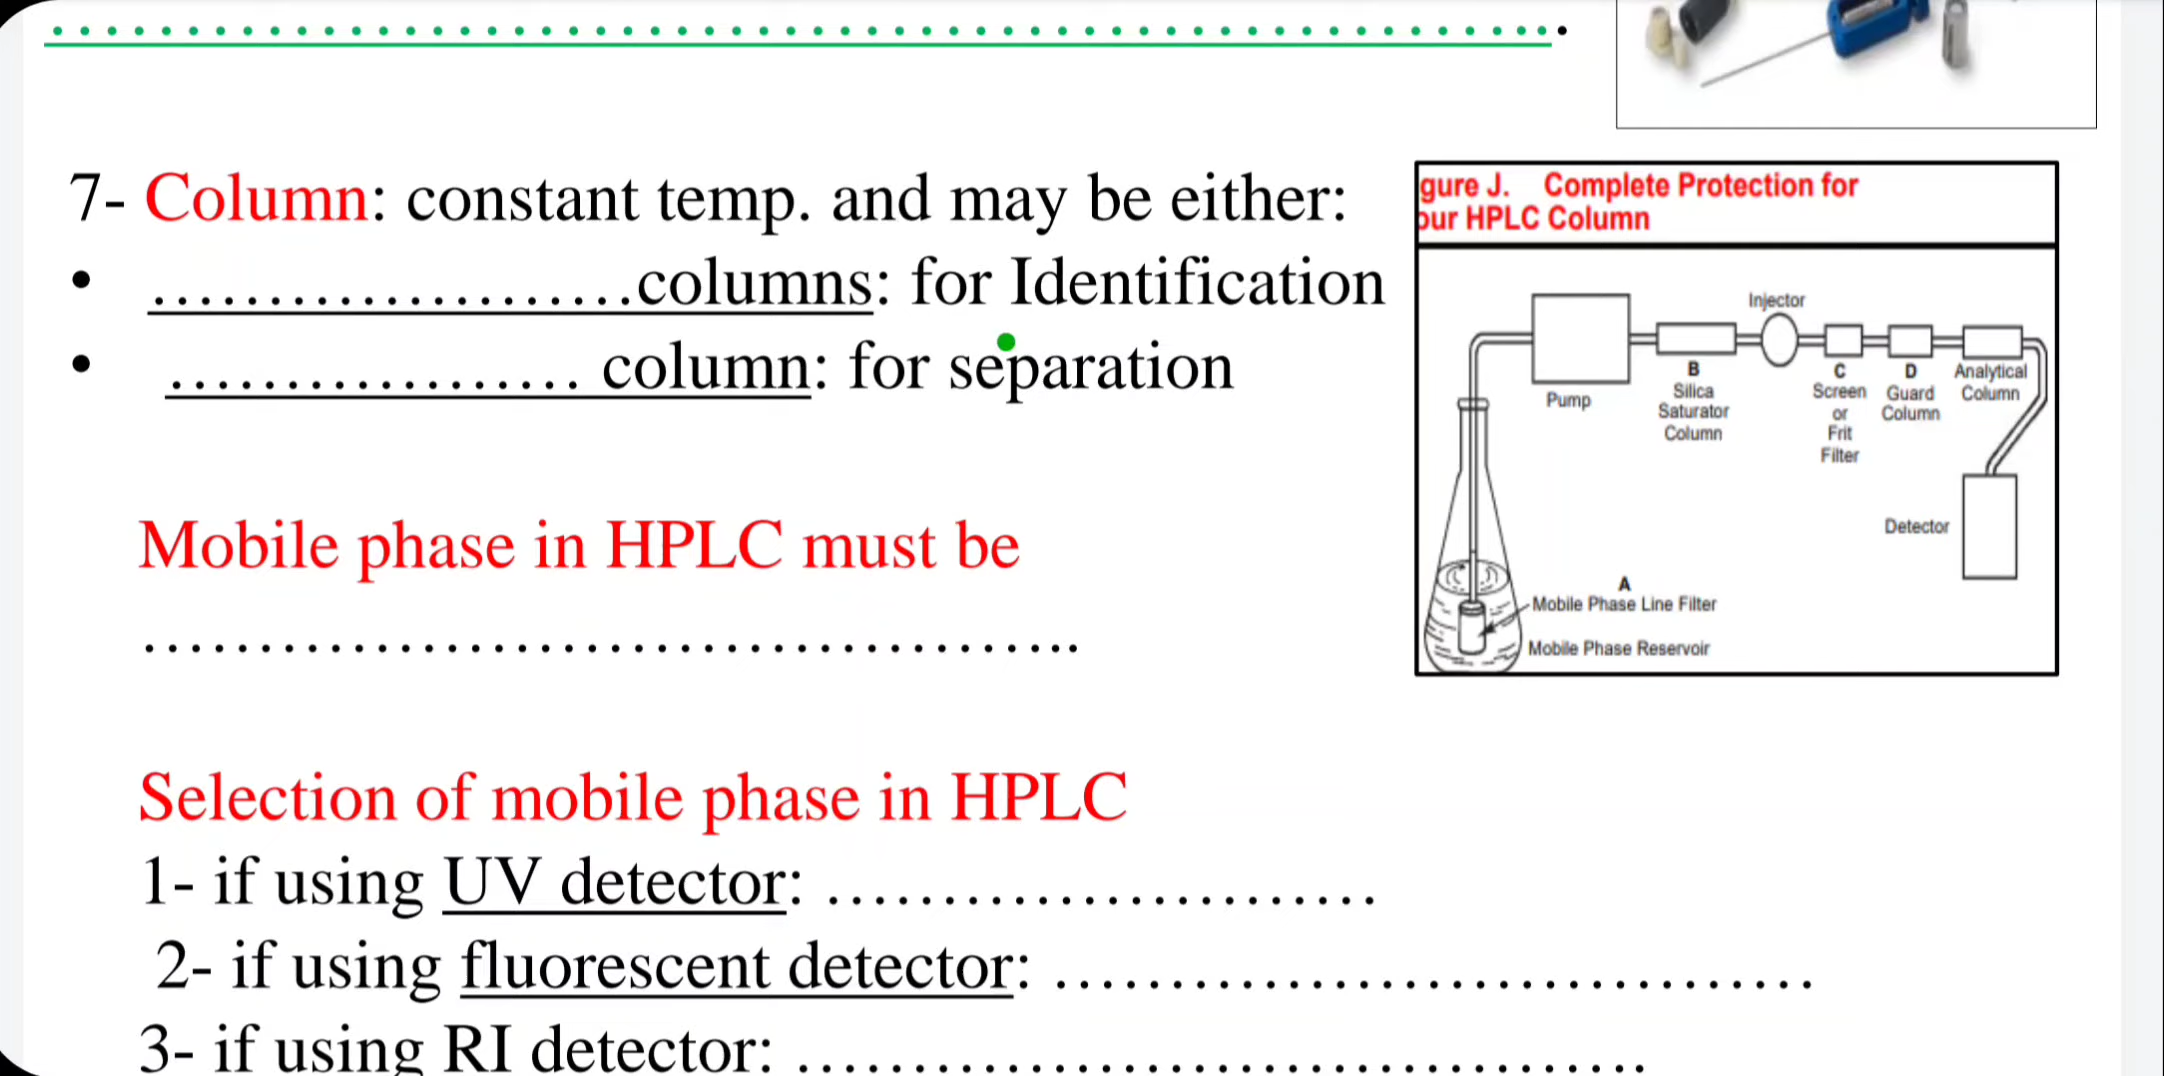 ............................................................
7- Column: constant temp. and may be either:
• .....................columns: for Identification
• .................. column: for separation
Mobile phase in HPLC must be
.........................................
Selection of mobile phase in HPLC
1- if using UV detector: ........................
2- if using fluorescent detector: .................................
3- if using RI detector: .....................................
gure J. Complete Protection for
our HPLC Column
Injector
Pump
B
Silica
Saturator
Column
C
Screen
or
Frit
Filter
D
Guard
Column
Analytical
Column
Detector
A
Mobile Phase Line Filter
Mobile Phase Reservoir